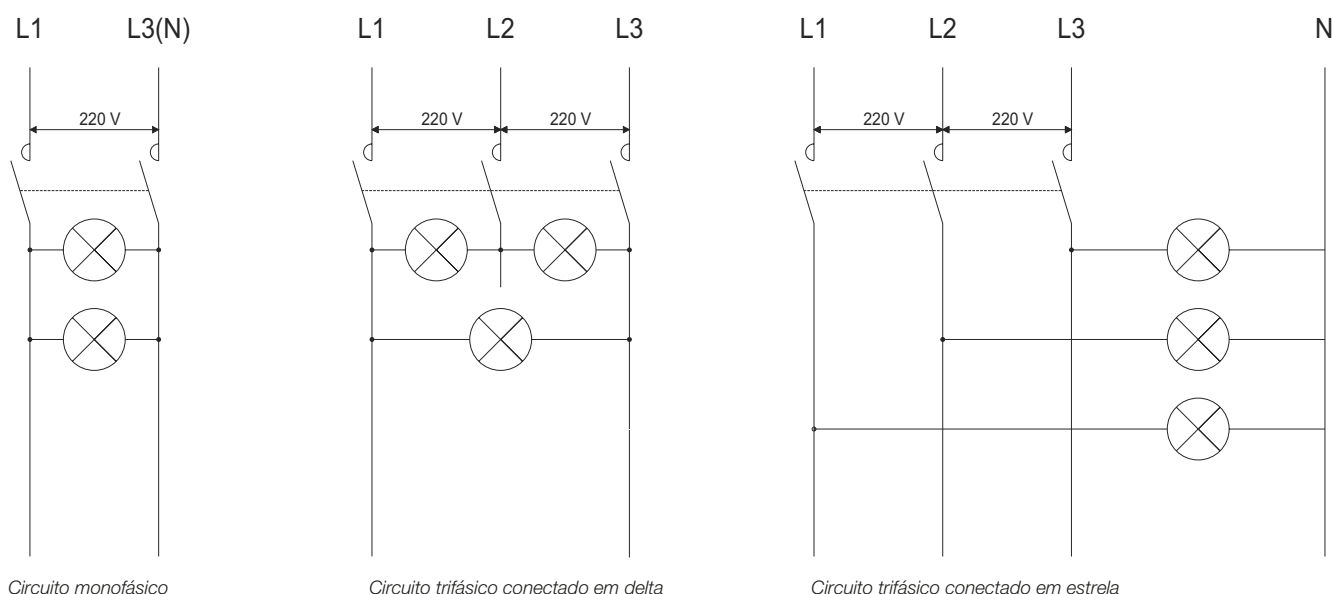 L1 L3(N) L1 L2 L3 L1 L2 L3 N
220 V 220 V 220 V 220 V 220 V
Circuito monofásico Circuito trifásico conectado em delta Circuito trifásico conectado em estrela